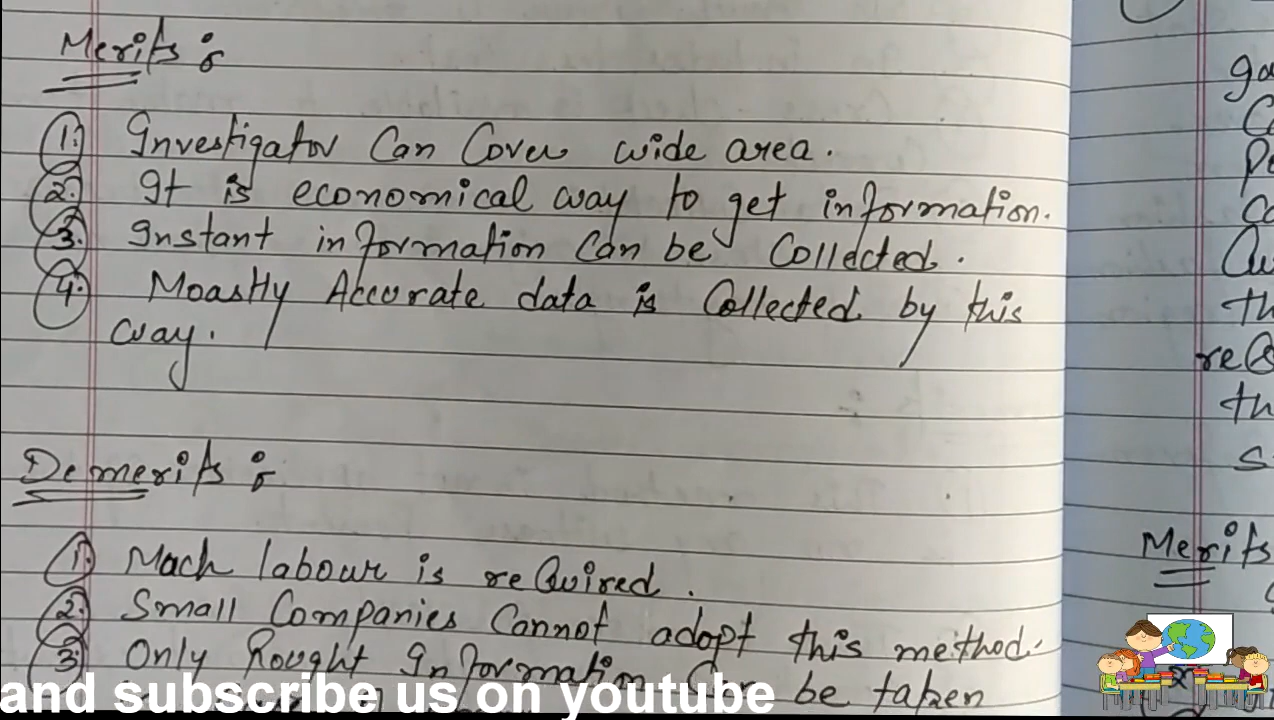 Merits :
1. Investigator Can Cover wide area.
2. It is economical way to get information.
3. Instant information Can be Collected.
4. Moastly Accurate data is Collected by this
way.
Demerits :
1. Mach labour is reQuired.
2. Small Companies Cannot adopt this method.
3. Only Rought Information Can be taken
and subscribe us on youtube
Merits